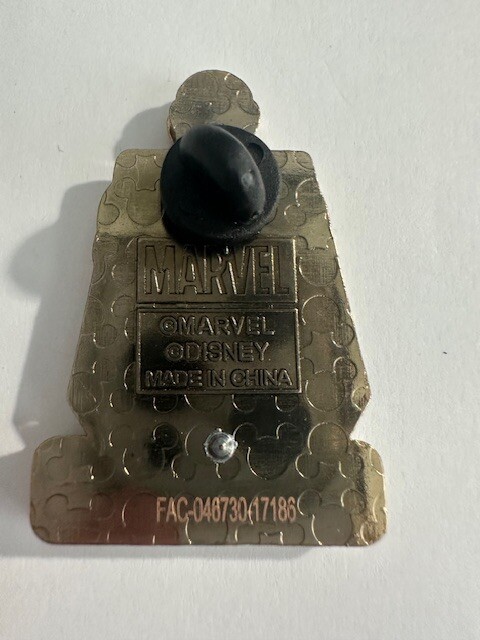 MARVEL
©MARVEL
©DISNEY
MADE IN CHINA
FAC-046730-17186